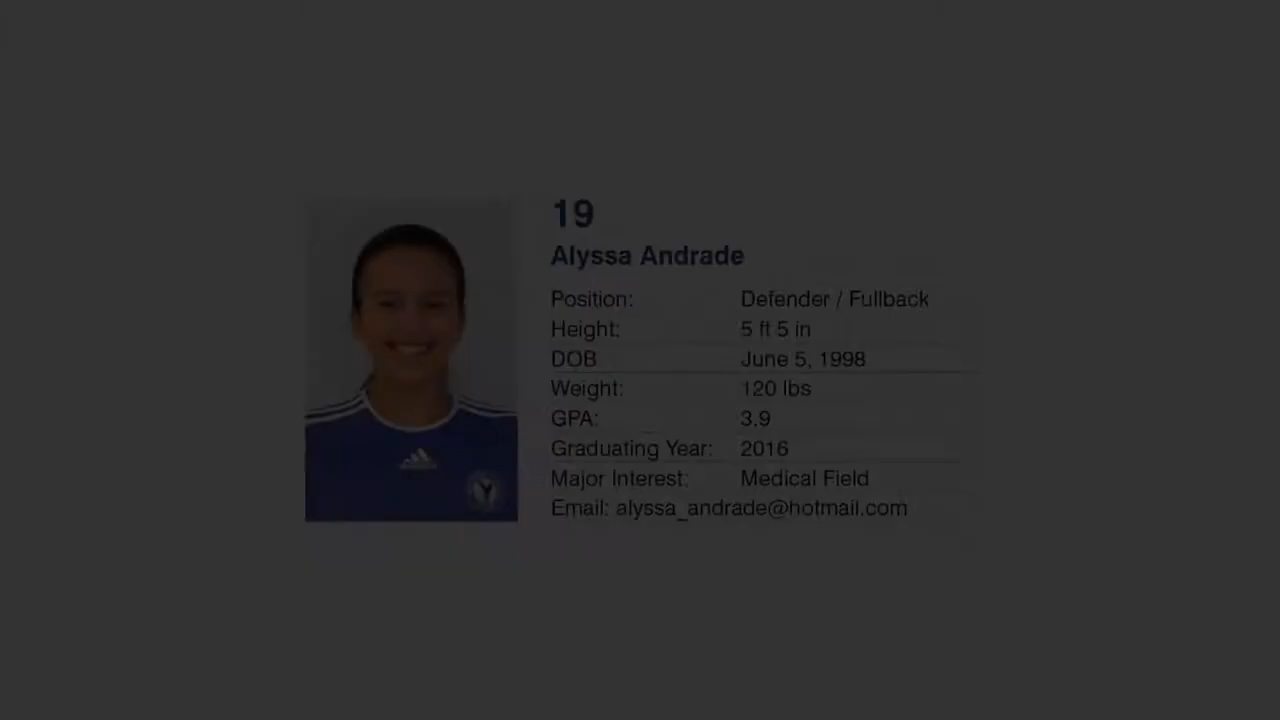 19
Alyssa Andrade
Position: Defender / Fullback
Height: 5 ft 5 in
DOB June 5, 1998
Weight: 120 lbs
GPA: 3.9
Graduating Year: 2016
Major Interest: Medical Field
Email: alyssa_andrade@hotmail.com